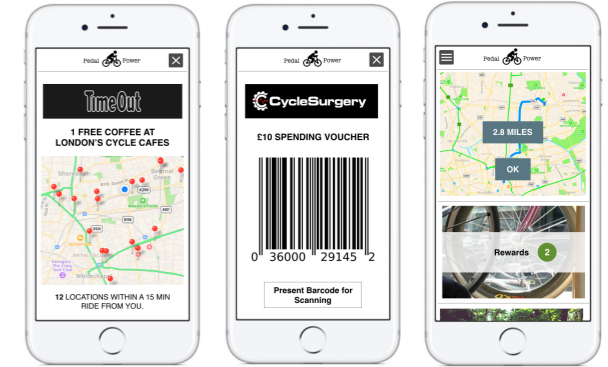 Pedal Power
TimeOut
1 FREE COFFEE AT
LONDON'S CYCLE CAFES
Shoreditch
Whitechapel
12 LOCATIONS WITHIN A 15 MIN
RIDE FROM YOU.
Pedal Power
CycleSurgery
£10 SPENDING VOUCHER
0 36000 29145 2
Present Barcode for
Scanning
Pedal Power
2.8 MILES
OK
Rewards 2